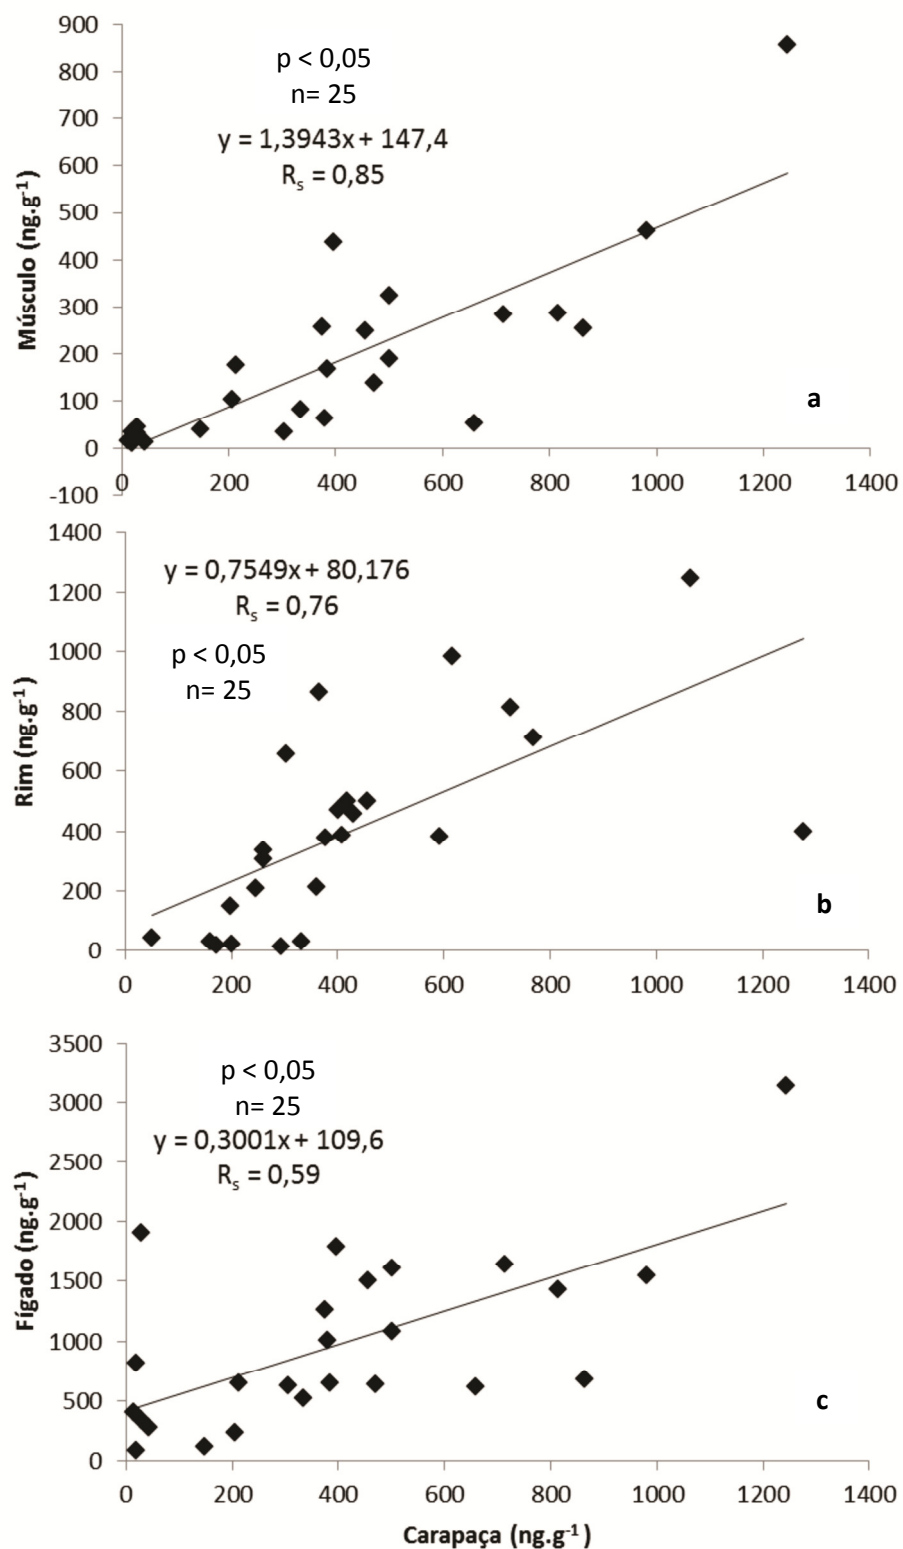 900
800
700
600
500
400
300
200
100
0
-100
Músculo (ng.g-1)
p < 0,05
n= 25
y = 1,3943x + 147,4
Rs = 0,85
a
0 200 400 600 800 1000 1200 1400
1400
1200
1000
800
600
400
200
0
Rim (ng.g-1)
y = 0,7549x + 80,176
Rs = 0,76
p < 0,05
n= 25
b
0 200 400 600 800 1000 1200 1400
3500
3000
2500
2000
1500
1000
500
0
Fígado (ng.g-1)
p < 0,05
n= 25
y = 0,3001x + 109,6
Rs = 0,59
c
0 200 400 600 800 1000 1200 1400
Carapaça (ng.g-1)